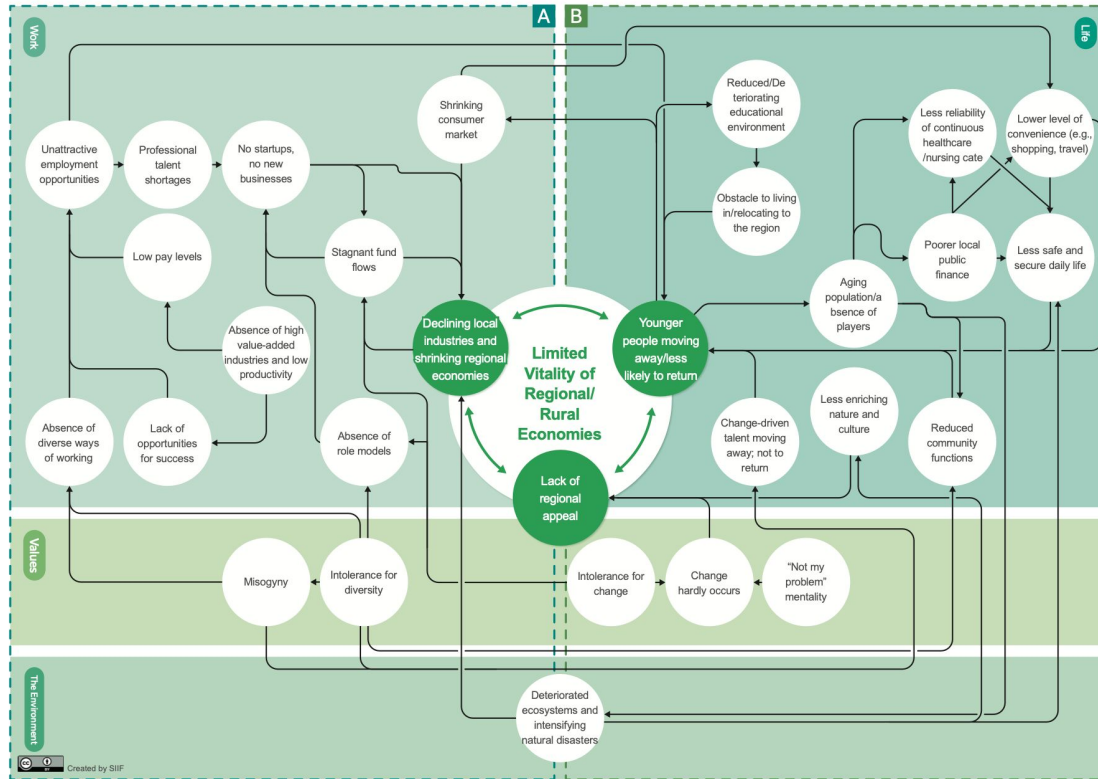 A
B
Work
Life
Shrinking
consumer
market
Reduced/De
teriorating
educational
environment
Less reliability
of continuous
healthcare
/nursing cate
Lower level of
convenience (e.g.,
shopping, travel)
Unattractive
employment
opportunities
Professional
talent
shortages
No startups,
no new
businesses
Obstacle to living
in/relocating to
the region
Low pay levels
Stagnant fund
flows
Poorer local
public
finance
Less safe and
secure daily life
Aging
population/a
bsence of
players
Absence of high
value-added
industries and low
productivity
Declining local
industries and
shrinking regional
economies
Limited
Vitality of
Regional/
Rural
Economies
Younger
people moving
away/less
likely to return
Absence of
diverse ways
of working
Lack of
opportunities
for success
Absence of
role models
Lack of
regional
appeal
Change-driven
talent moving
away; not to
return
Less enriching
nature and
culture
Reduced
community
functions
Values
Misogyny
Intolerance for
diversity
Intolerance for
change
Change
hardly occurs
"Not my
problem"
mentality
The Environment
Deteriorated
ecosystems and
intensifying
natural disasters
cc
BY
Created by SIIF